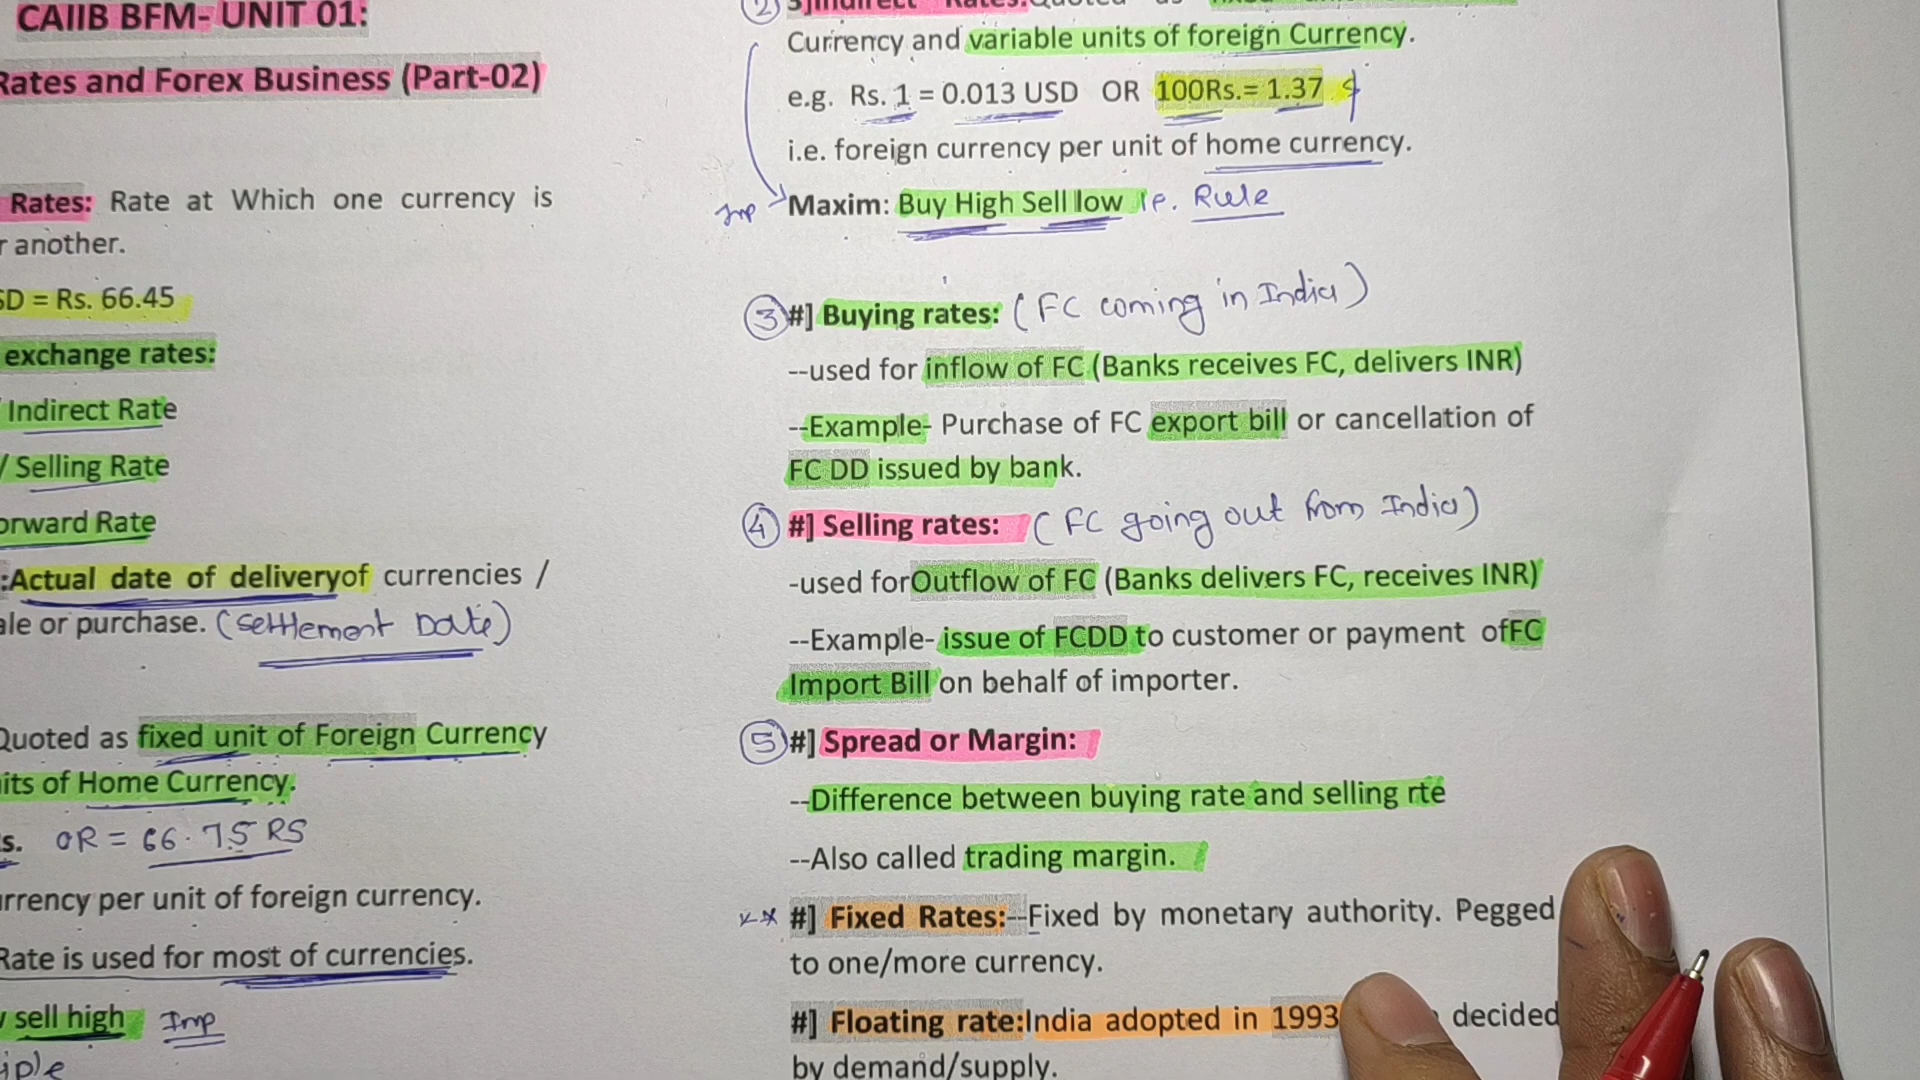 CAIIB BFM- UNIT 01:
Rates and Forex Business (Part-02)
Rates: Rate at Which one currency is
another.
= Rs. 66.45
exchange rates:
/ Indirect Rate
/ Selling Rate
Rate
:Actual date of deliveryof currencies /
or purchase. (Settlement Date)
Quoted as fixed unit of Foreign Currency
of Home Currency.
OR = 66.75 RS
per unit of foreign currency.
Rate is used for most of currencies.
sell high Imp
② Rates:Quoted as fixed
Currency and variable units of foreign Currency.
e.g. Rs. 1 = 0.013 USD OR 100Rs.= 1.37 $
i.e. foreign currency per unit of home currency.
Imp Maxim: Buy High Sell low ie. Rule
③ #] Buying rates: (FC coming in India)
--used for inflow of FC (Banks receives FC, delivers INR)
--Example- Purchase of FC export bill or cancellation of
FC DD issued by bank.
④ #] Selling rates: (FC going out from India)
-used forOutflow of FC (Banks delivers FC, receives INR)
--Example- issue of FCDD to customer or payment ofFC
Import Bill on behalf of importer.
⑤ #] Spread or Margin:
--Difference between buying rate and selling rte
--Also called trading margin.
#] Fixed Rates:--Fixed by monetary authority. Pegged
to one/more currency.
#] Floating rate:India adopted in 1993 decided
by demand/supply.